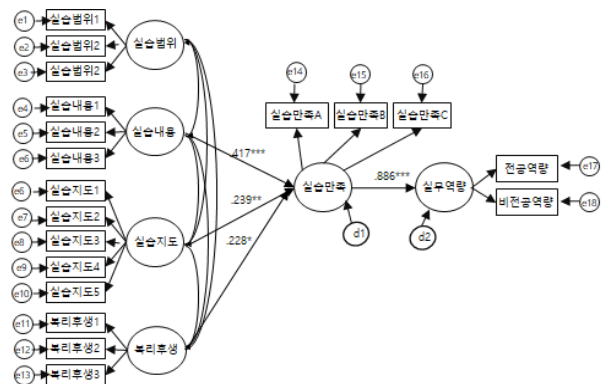 e1 실습범위1
e2 실습범위2
e3 실습범위2
실습범위
e4 실습내용1
e5 실습내용2
e6 실습내용3
실습내용
e6 실습지도1
e7 실습지도2
e8 실습지도3
e9 실습지도4
e10 실습지도5
실습지도
e11 복리후생1
e12 복리후생2
e13 복리후생3
복리후생
.417***
.239**
.228*
e14 e15 e16
실습만족A 실습만족B 실습만족C
실습만족
d1
.886***
실무역량
d2
전공역량 e17
비전공역량 e18